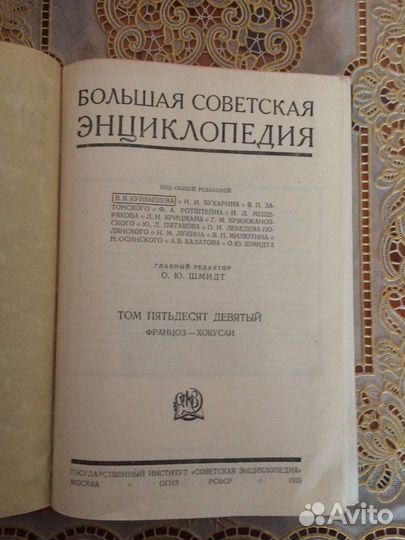 БОЛЬШАЯ СОВЕТСКАЯ
ЭНЦИКЛОПЕДИЯ
ПОД ОБЩЕЙ РЕДАКЦИЕЙ
В. В. КУЙБЫШЕВА ⋄ Н. И. БУХАРИНА ⋄ В. П. ЗА-
ТОНСКОГО ⋄ Ф. А. РОТШТЕЙНА ⋄ Н. Л. МЕЩЕ-
РЯКОВА ⋄ Л. Н. КРИЦМАНА ⋄ Г. М. КРЖИЖАНОВ-
СКОГО ⋄ Ю. Л. ПЯТАКОВА ⋄ П. И. ЛЕБЕДЕВА-ПО-
ЛЯНСКОГО ⋄ Н. М. ЛУКИНА ⋄ В. П. МИЛЮТИНА ⋄
Н. ОСИНСКОГО ⋄ А.Б. ХАЛАТОВА ⋄ О.Ю. ШМИДТА
ГЛАВНЫЙ РЕДАКТОР
О. Ю. ШМИДТ
ТОМ ПЯТЬДЕСЯТ ДЕВЯТЫЙ
ФРАНЦОЗ—ХОКУСАИ
ГОСУДАРСТВЕННЫЙ ИНСТИТУТ «СОВЕТСКАЯ ЭНЦИКЛОПЕДИЯ»
МОСКВА ⋄ ОГИЗ РСФСР ⋄ 1935
Avito